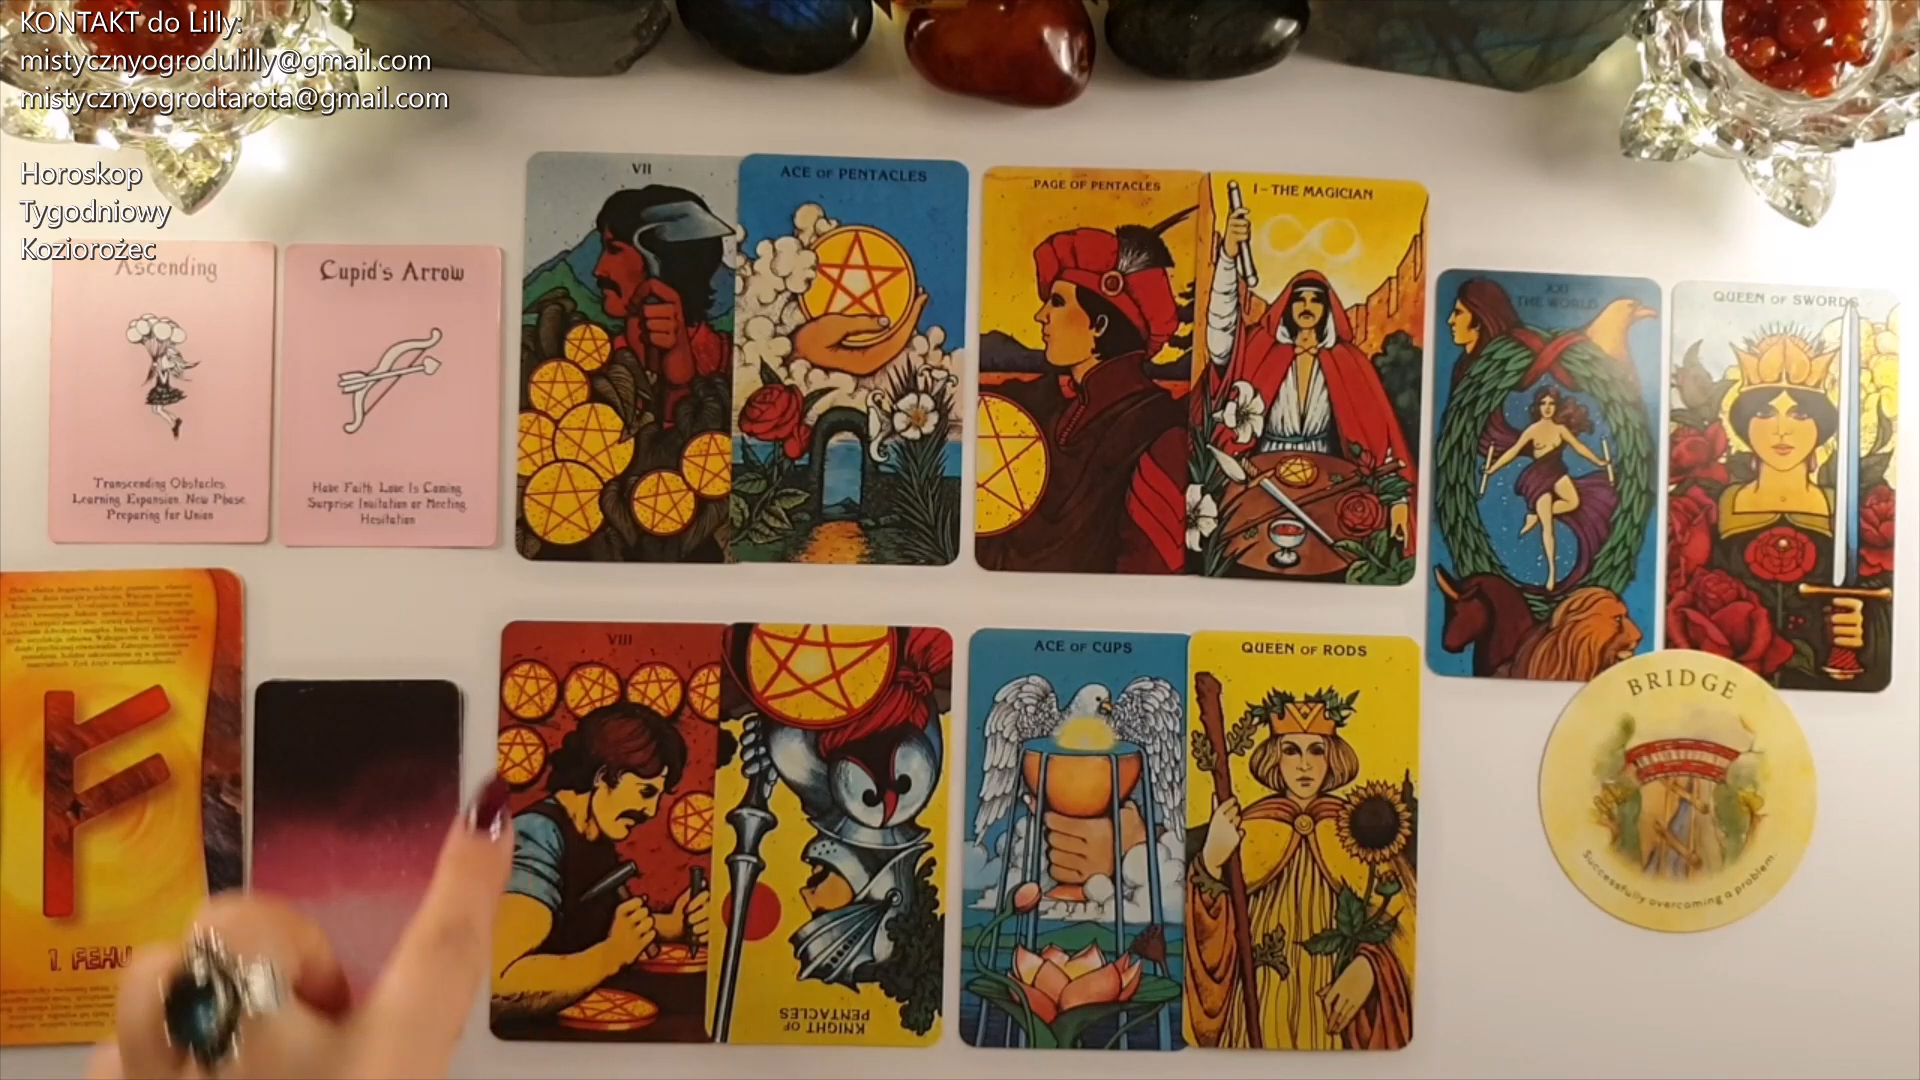 KONTAKT do Lilly:
mistycznyogrodulilly@gmail.com
mistycznyogrodtarota@gmail.com
Horoskop
Tygodniowy
Koziorożec
Ascending
Transcending Obstacles.
Learning. Expansion. New Phase.
Preparing for Union
Cupid's Arrow
Have Faith. Love Is Coming.
Surprise Invitation or Meeting.
Hesitation
VII
ACE OF PENTACLES
PAGE OF PENTACLES
I – THE MAGICIAN
XXI
THE WORLD
QUEEN OF SWORDS
1. FEHU
VIII
KNIGHT OF
PENTACLES
ACE OF CUPS
QUEEN OF RODS
BRIDGE
Successfully overcoming a problem.